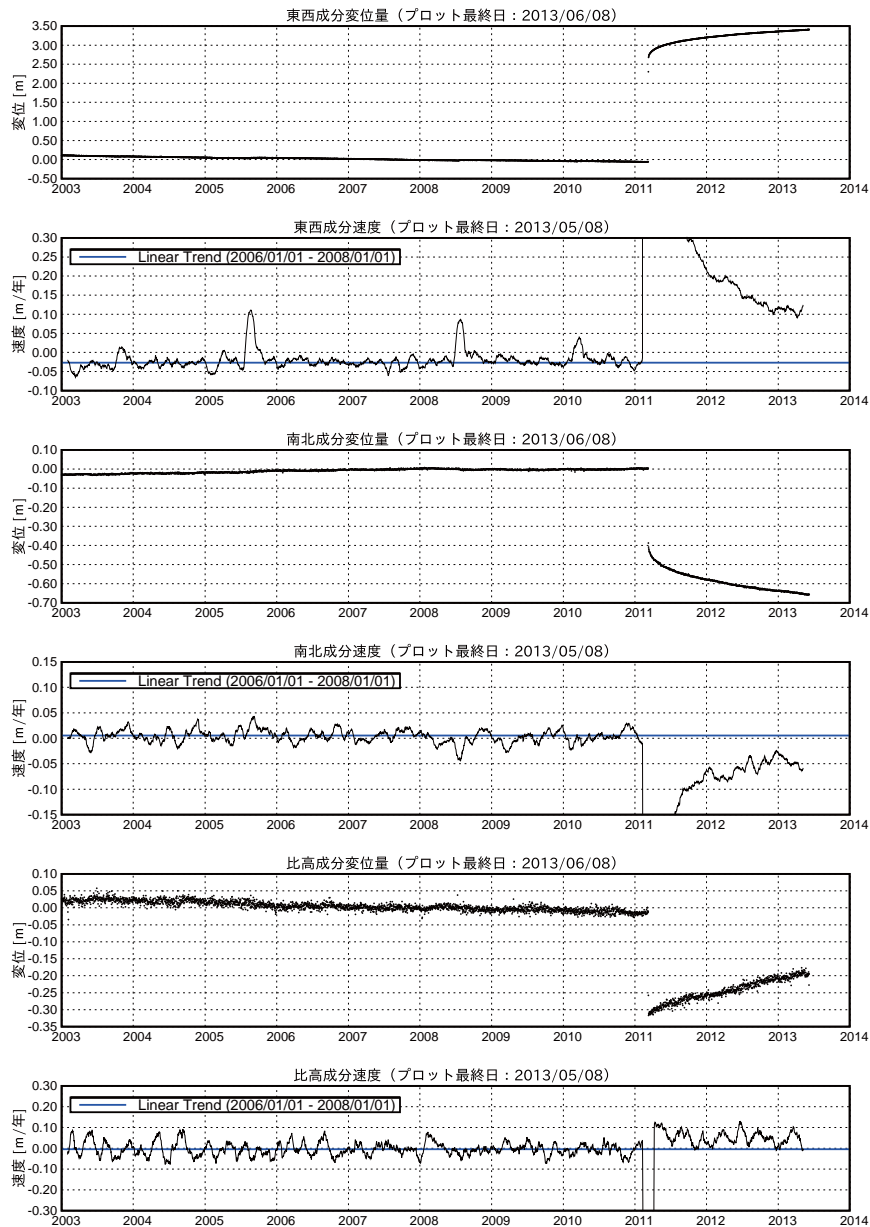 東西成分変位量（プロット最終日：2013/06/08）
変位 [m]
3.50
3.00
2.50
2.00
1.50
1.00
0.50
0.00
-0.50
2003 2004 2005 2006 2007 2008 2009 2010 2011 2012 2013 2014
東西成分速度（プロット最終日：2013/05/08）
速度 [m/年]
0.30
0.25
0.20
0.15
0.10
0.05
0.00
-0.05
-0.10
Linear Trend (2006/01/01 - 2008/01/01)
2003 2004 2005 2006 2007 2008 2009 2010 2011 2012 2013 2014
南北成分変位量（プロット最終日：2013/06/08）
変位 [m]
0.10
0.00
-0.10
-0.20
-0.30
-0.40
-0.50
-0.60
-0.70
2003 2004 2005 2006 2007 2008 2009 2010 2011 2012 2013 2014
南北成分速度（プロット最終日：2013/05/08）
速度 [m/年]
0.15
0.10
0.05
0.00
-0.05
-0.10
-0.15
Linear Trend (2006/01/01 - 2008/01/01)
2003 2004 2005 2006 2007 2008 2009 2010 2011 2012 2013 2014
比高成分変位量（プロット最終日：2013/06/08）
変位 [m]
0.10
0.05
0.00
-0.05
-0.10
-0.15
-0.20
-0.25
-0.30
-0.35
2003 2004 2005 2006 2007 2008 2009 2010 2011 2012 2013 2014
比高成分速度（プロット最終日：2013/05/08）
速度 [m/年]
0.30
0.20
0.10
0.00
-0.10
-0.20
-0.30
Linear Trend (2006/01/01 - 2008/01/01)
2003 2004 2005 2006 2007 2008 2009 2010 2011 2012 2013 2014